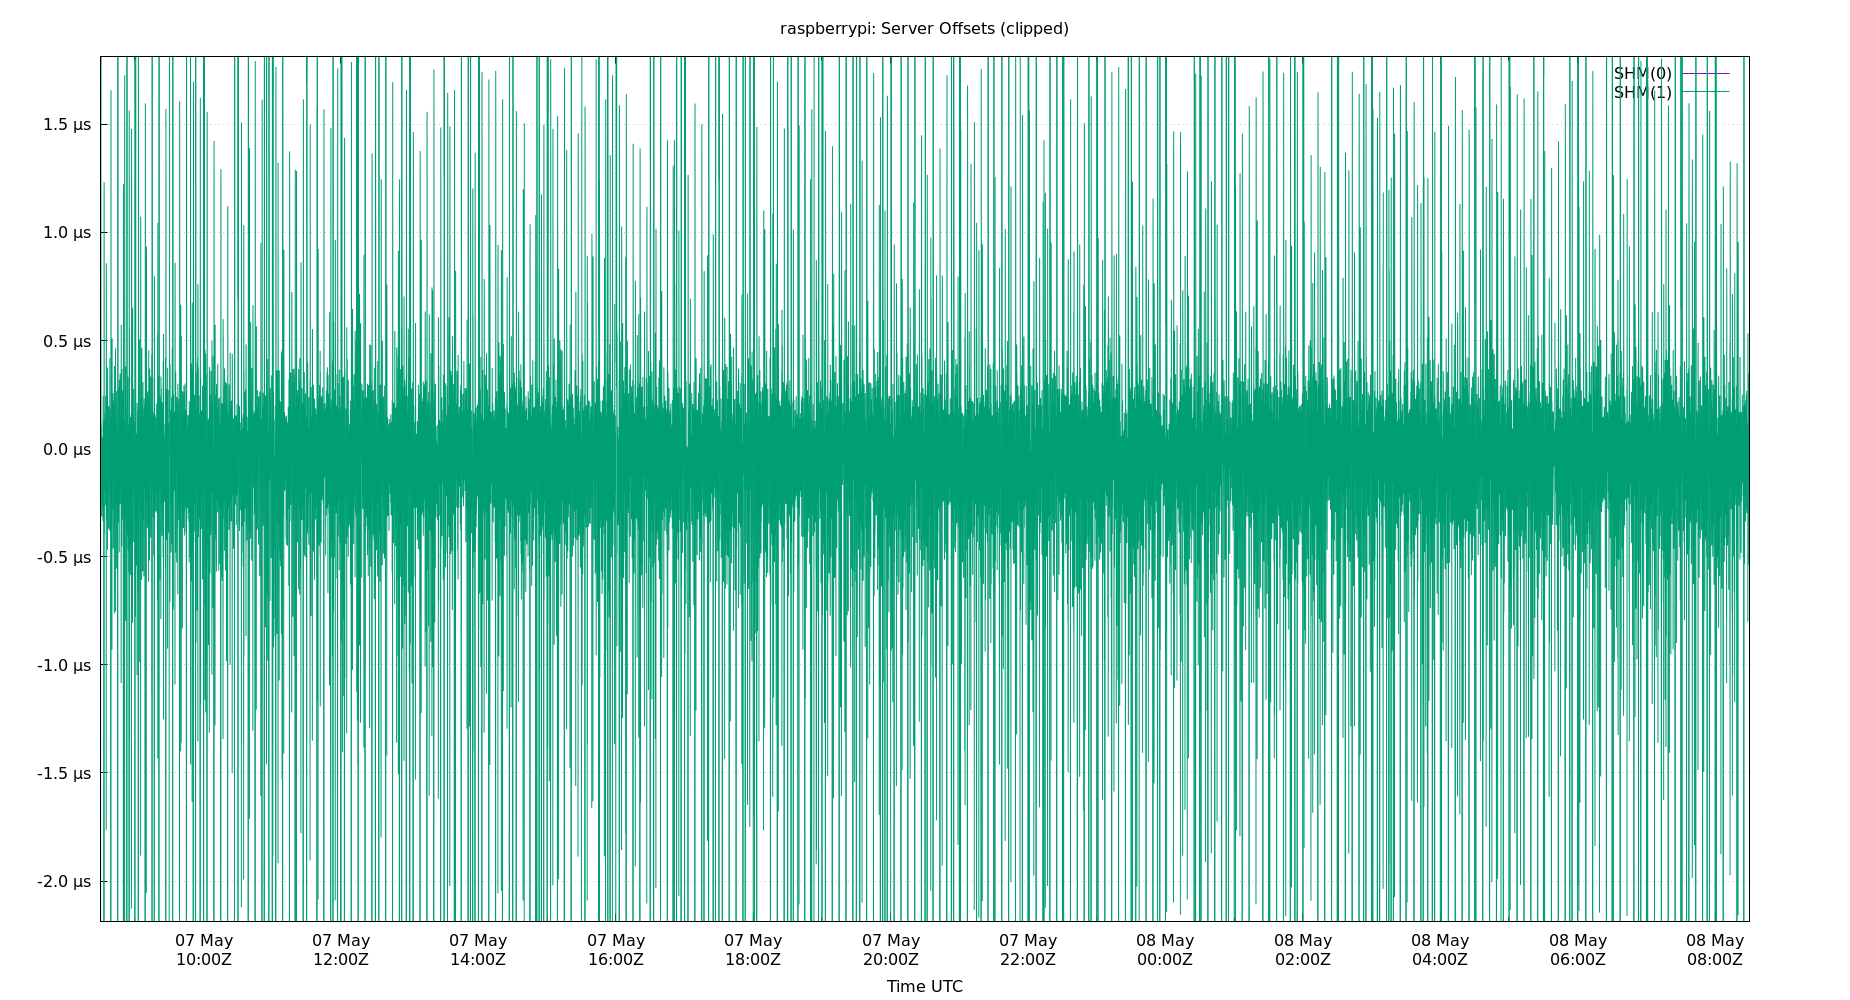 raspberrypi: Server Offsets (clipped)
SHM(0)
SHM(1)
1.5 µs
1.0 µs
0.5 µs
0.0 µs
-0.5 µs
-1.0 µs
-1.5 µs
-2.0 µs
07 May 07 May 07 May 07 May 07 May 07 May 07 May 08 May 08 May 08 May 08 May 08 May
10:00Z 12:00Z 14:00Z 16:00Z 18:00Z 20:00Z 22:00Z 00:00Z 02:00Z 04:00Z 06:00Z 08:00Z
Time UTC